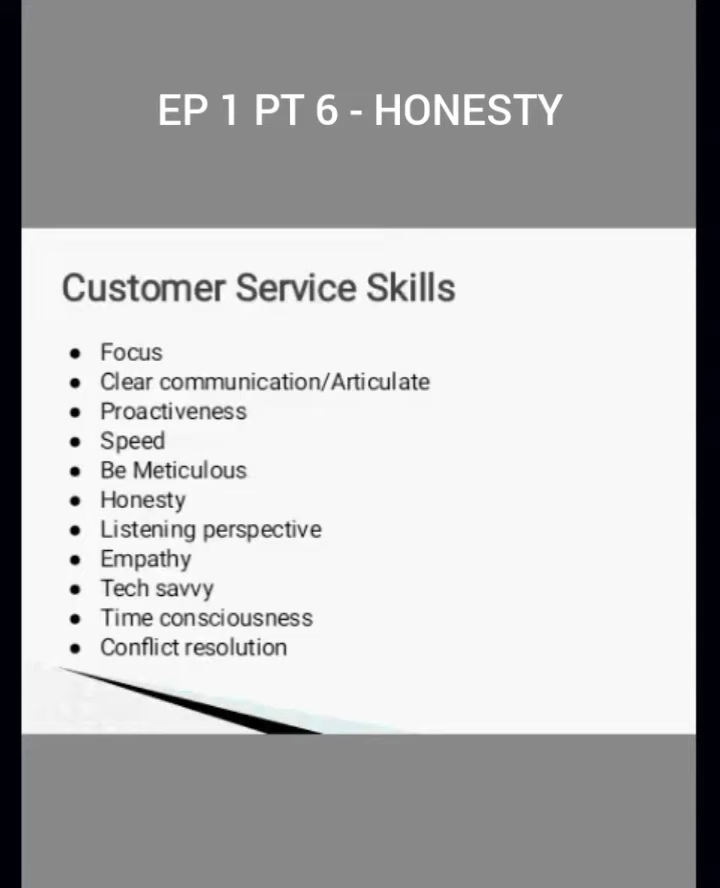 EP 1 PT 6 - HONESTY
Customer Service Skills
● Focus
● Clear communication/Articulate
● Proactiveness
● Speed
● Be Meticulous
● Honesty
● Listening perspective
● Empathy
● Tech savvy
● Time consciousness
● Conflict resolution